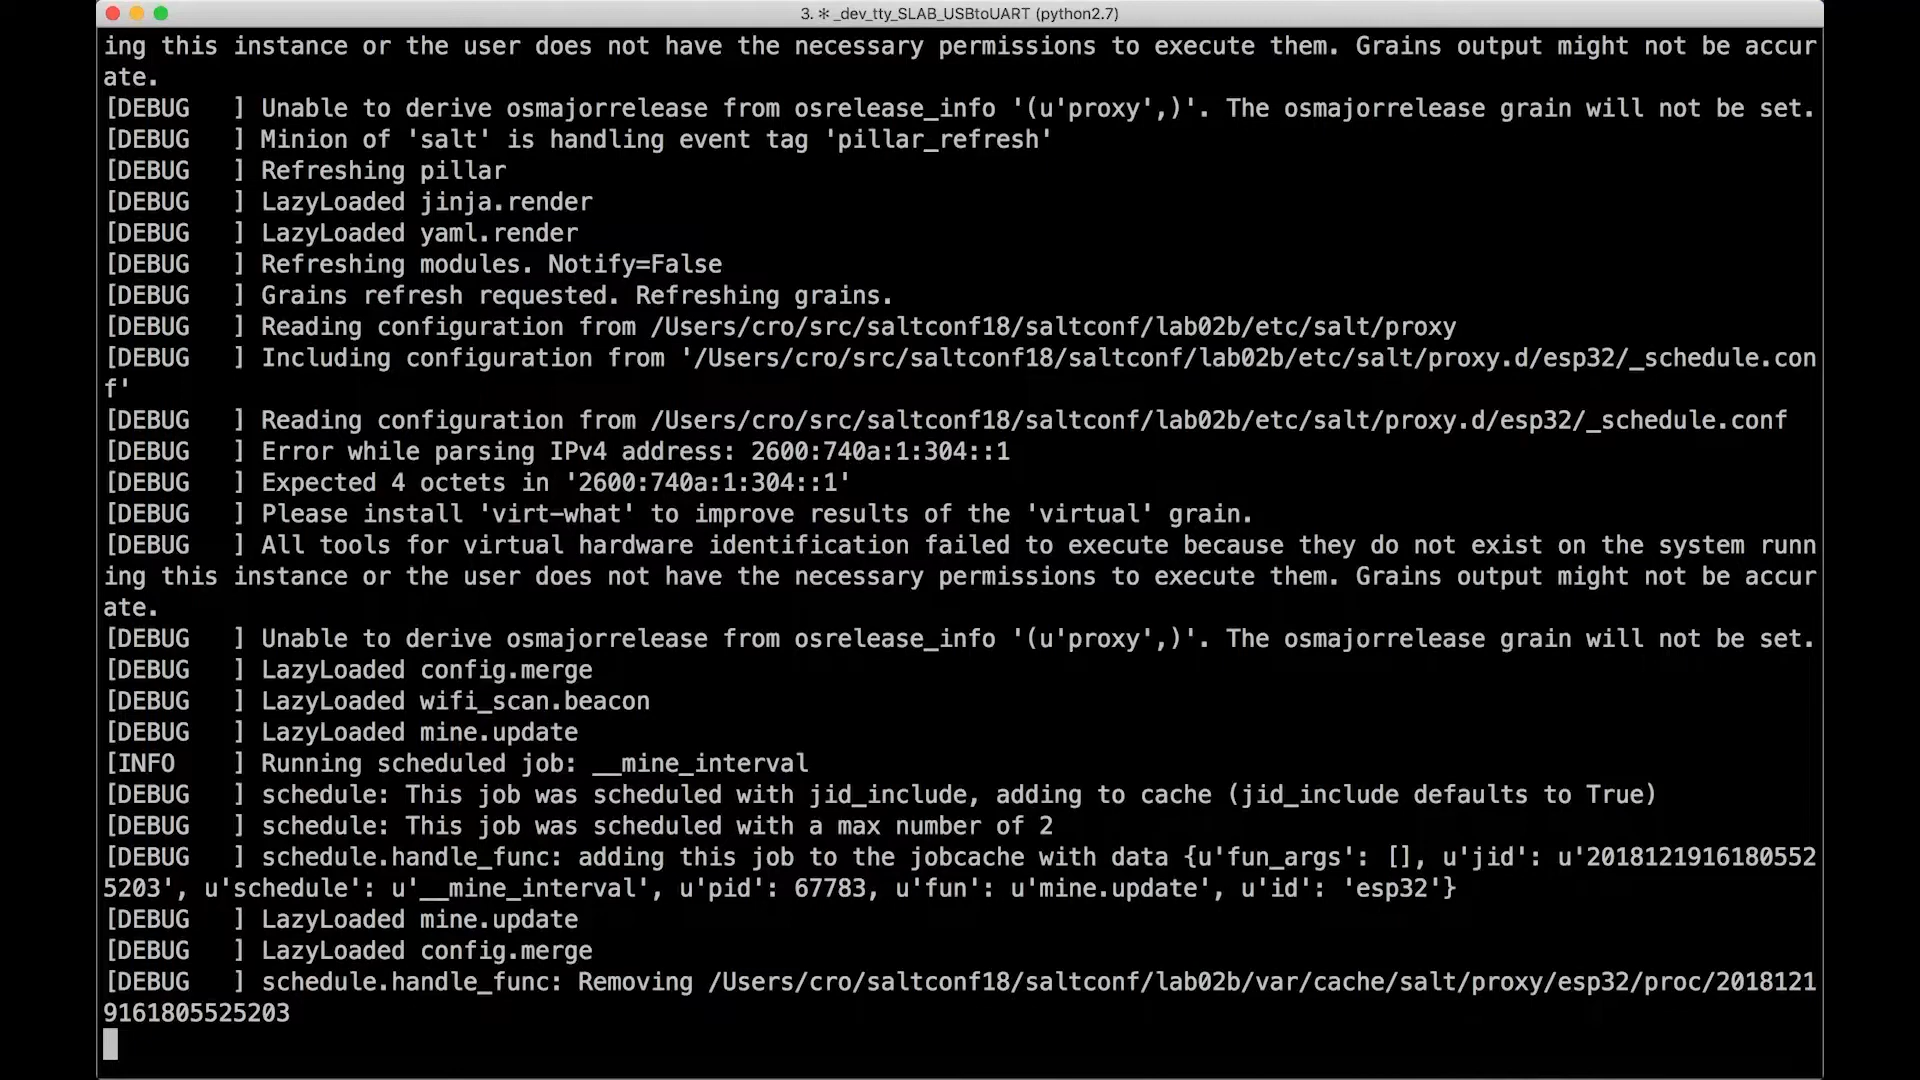 3. ✻ _dev_tty_SLAB_USBtoUART (python2.7)
ing this instance or the user does not have the necessary permissions to execute them. Grains output might not be accur
ate.
[DEBUG   ] Unable to derive osmajorrelease from osrelease_info '(u'proxy',)'. The osmajorrelease grain will not be set.
[DEBUG   ] Minion of 'salt' is handling event tag 'pillar_refresh'
[DEBUG   ] Refreshing pillar
[DEBUG   ] LazyLoaded jinja.render
[DEBUG   ] LazyLoaded yaml.render
[DEBUG   ] Refreshing modules. Notify=False
[DEBUG   ] Grains refresh requested. Refreshing grains.
[DEBUG   ] Reading configuration from /Users/cro/src/saltconf18/saltconf/lab02b/etc/salt/proxy
[DEBUG   ] Including configuration from '/Users/cro/src/saltconf18/saltconf/lab02b/etc/salt/proxy.d/esp32/_schedule.con
f'
[DEBUG   ] Reading configuration from /Users/cro/src/saltconf18/saltconf/lab02b/etc/salt/proxy.d/esp32/_schedule.conf
[DEBUG   ] Error while parsing IPv4 address: 2600:740a:1:304::1
[DEBUG   ] Expected 4 octets in '2600:740a:1:304::1'
[DEBUG   ] Please install 'virt-what' to improve results of the 'virtual' grain.
[DEBUG   ] All tools for virtual hardware identification failed to execute because they do not exist on the system runn
ing this instance or the user does not have the necessary permissions to execute them. Grains output might not be accur
ate.
[DEBUG   ] Unable to derive osmajorrelease from osrelease_info '(u'proxy',)'. The osmajorrelease grain will not be set.
[DEBUG   ] LazyLoaded config.merge
[DEBUG   ] LazyLoaded wifi_scan.beacon
[DEBUG   ] LazyLoaded mine.update
[INFO    ] Running scheduled job: __mine_interval
[DEBUG   ] schedule: This job was scheduled with jid_include, adding to cache (jid_include defaults to True)
[DEBUG   ] schedule: This job was scheduled with a max number of 2
[DEBUG   ] schedule.handle_func: adding this job to the jobcache with data {u'fun_args': [], u'jid': u'2018121916180552
5203', u'schedule': u'__mine_interval', u'pid': 67783, u'fun': u'mine.update', u'id': 'esp32'}
[DEBUG   ] LazyLoaded mine.update
[DEBUG   ] LazyLoaded config.merge
[DEBUG   ] schedule.handle_func: Removing /Users/cro/saltconf18/saltconf/lab02b/var/cache/salt/proxy/esp32/proc/2018121
9161805525203